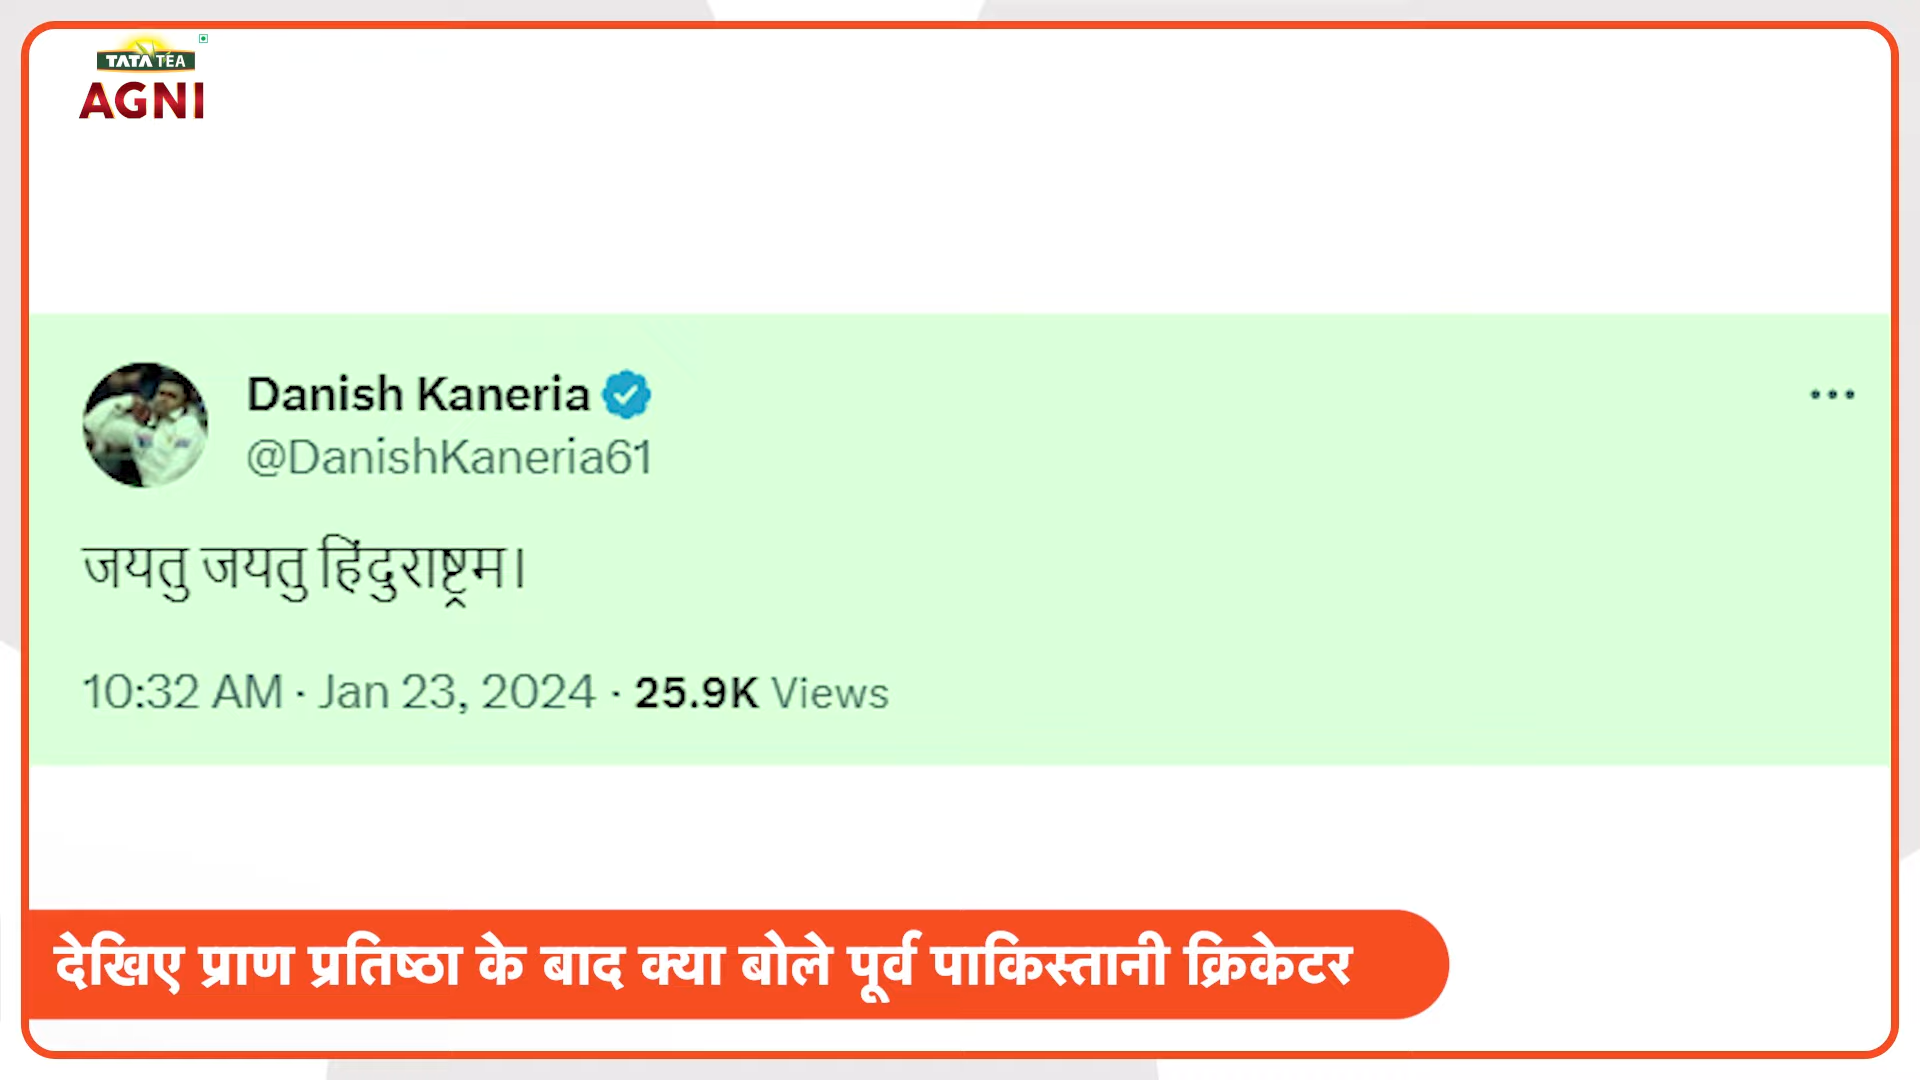 TATA TEA
AGNI
Danish Kaneria
@DanishKaneria61
जयतु जयतु हिंदुराष्ट्रम।
10:32 AM · Jan 23, 2024 · 25.9K Views
देखिए प्राण प्रतिष्ठा के बाद क्या बोले पूर्व पाकिस्तानी क्रिकेटर